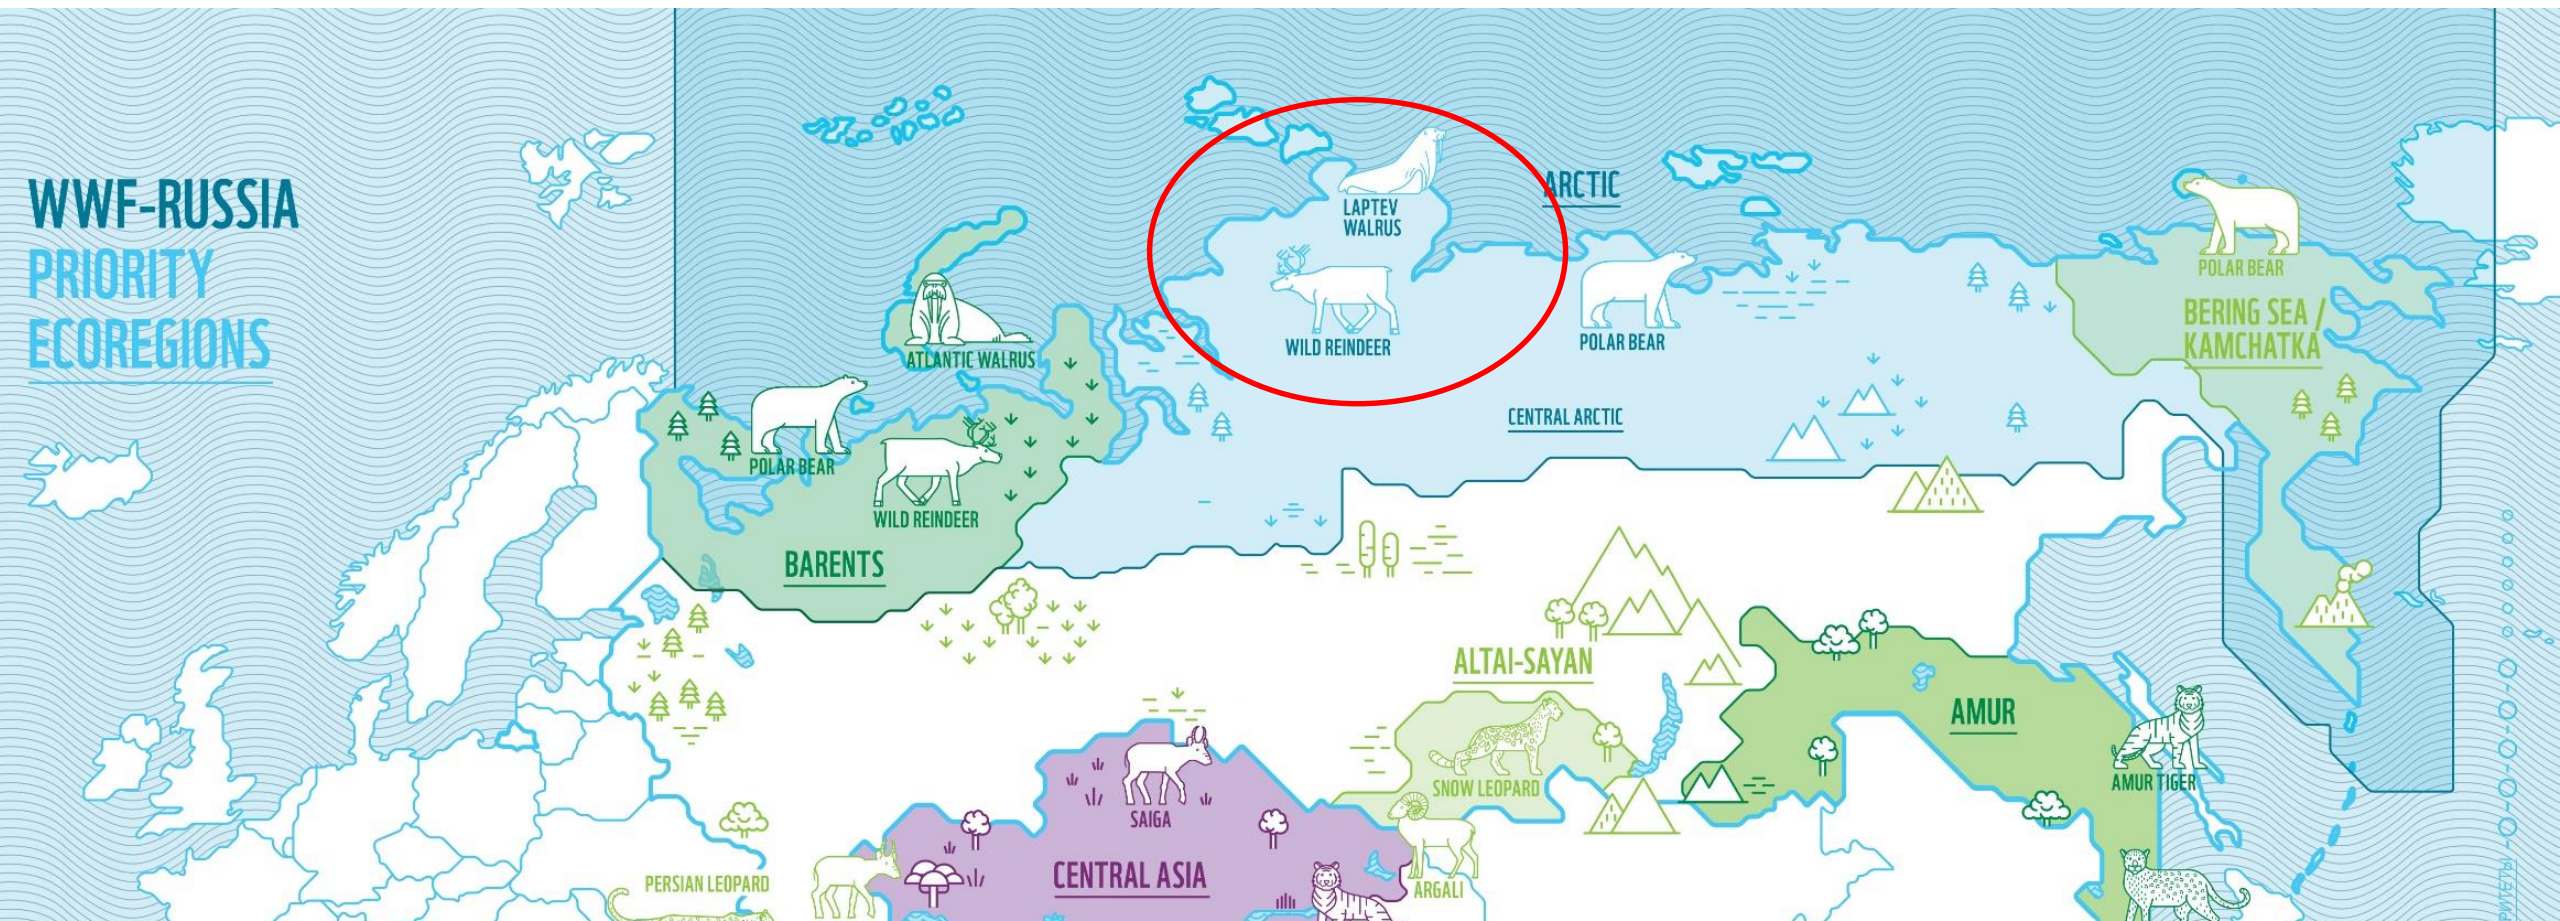 WWF-RUSSIA
PRIORITY
ECOREGIONS
ARCTIC
LAPTEV
WALRUS
WILD REINDEER
POLAR BEAR
POLAR BEAR
BERING SEA /
KAMCHATKA
ATLANTIC WALRUS
CENTRAL ARCTIC
POLAR BEAR
WILD REINDEER
BARENTS
ALTAI-SAYAN
SNOW LEOPARD
AMUR
AMUR TIGER
SAIGA
CENTRAL ASIA
ARGALI
PERSIAN LEOPARD